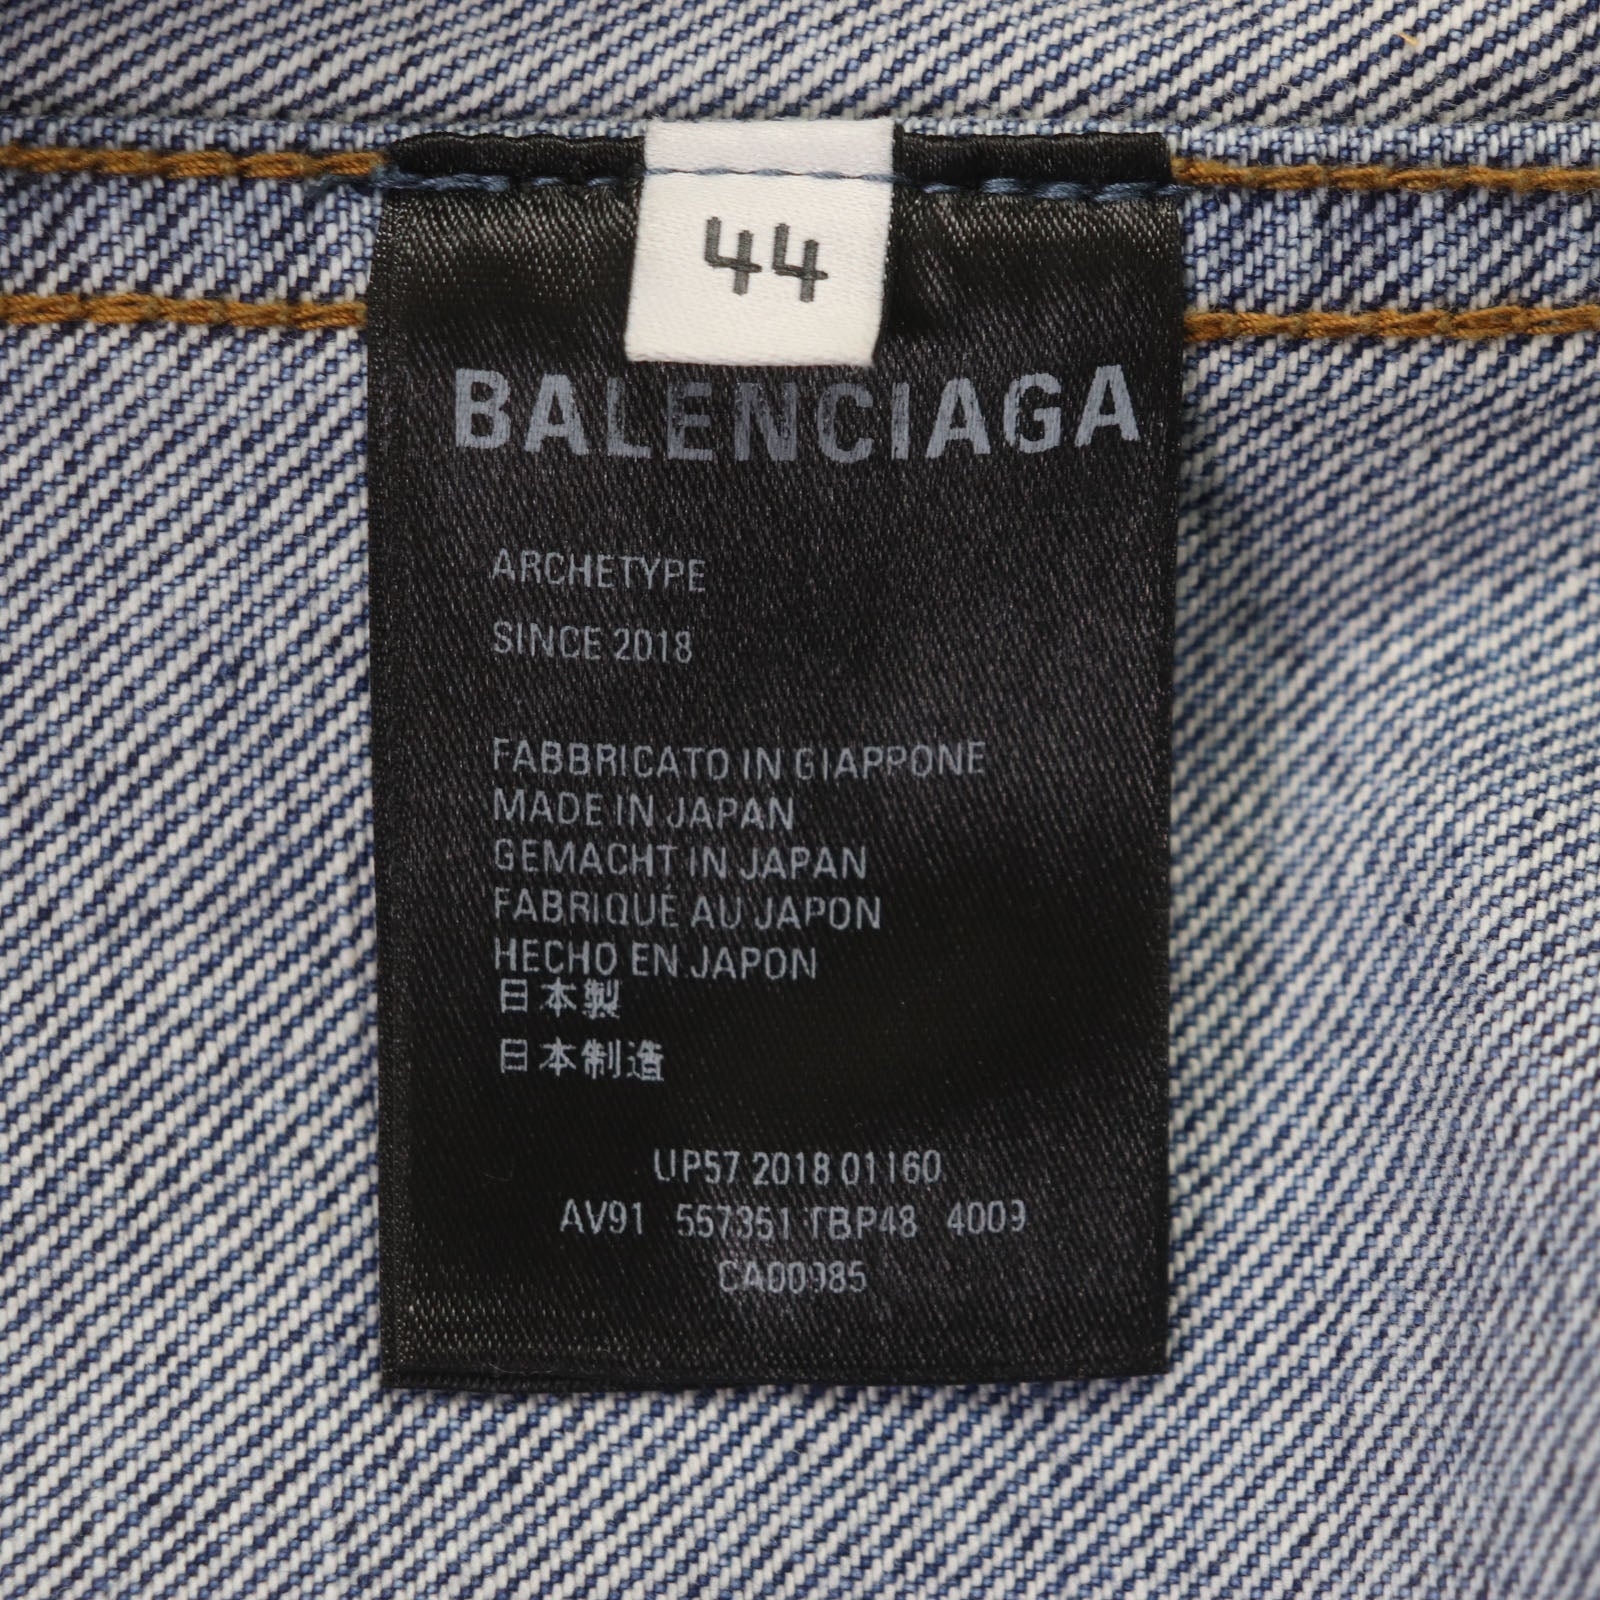 44
BALENCIAGA
ARCHETYPE
SINCE 2018
FABBRICATO IN GIAPPONE
MADE IN JAPAN
GEMACHT IN JAPAN
FABRIQUÉ AU JAPON
HECHO EN JAPON
日本製
日本制造
UP57 2018 01160
AV91 557351 TBP48 4009
CA00985